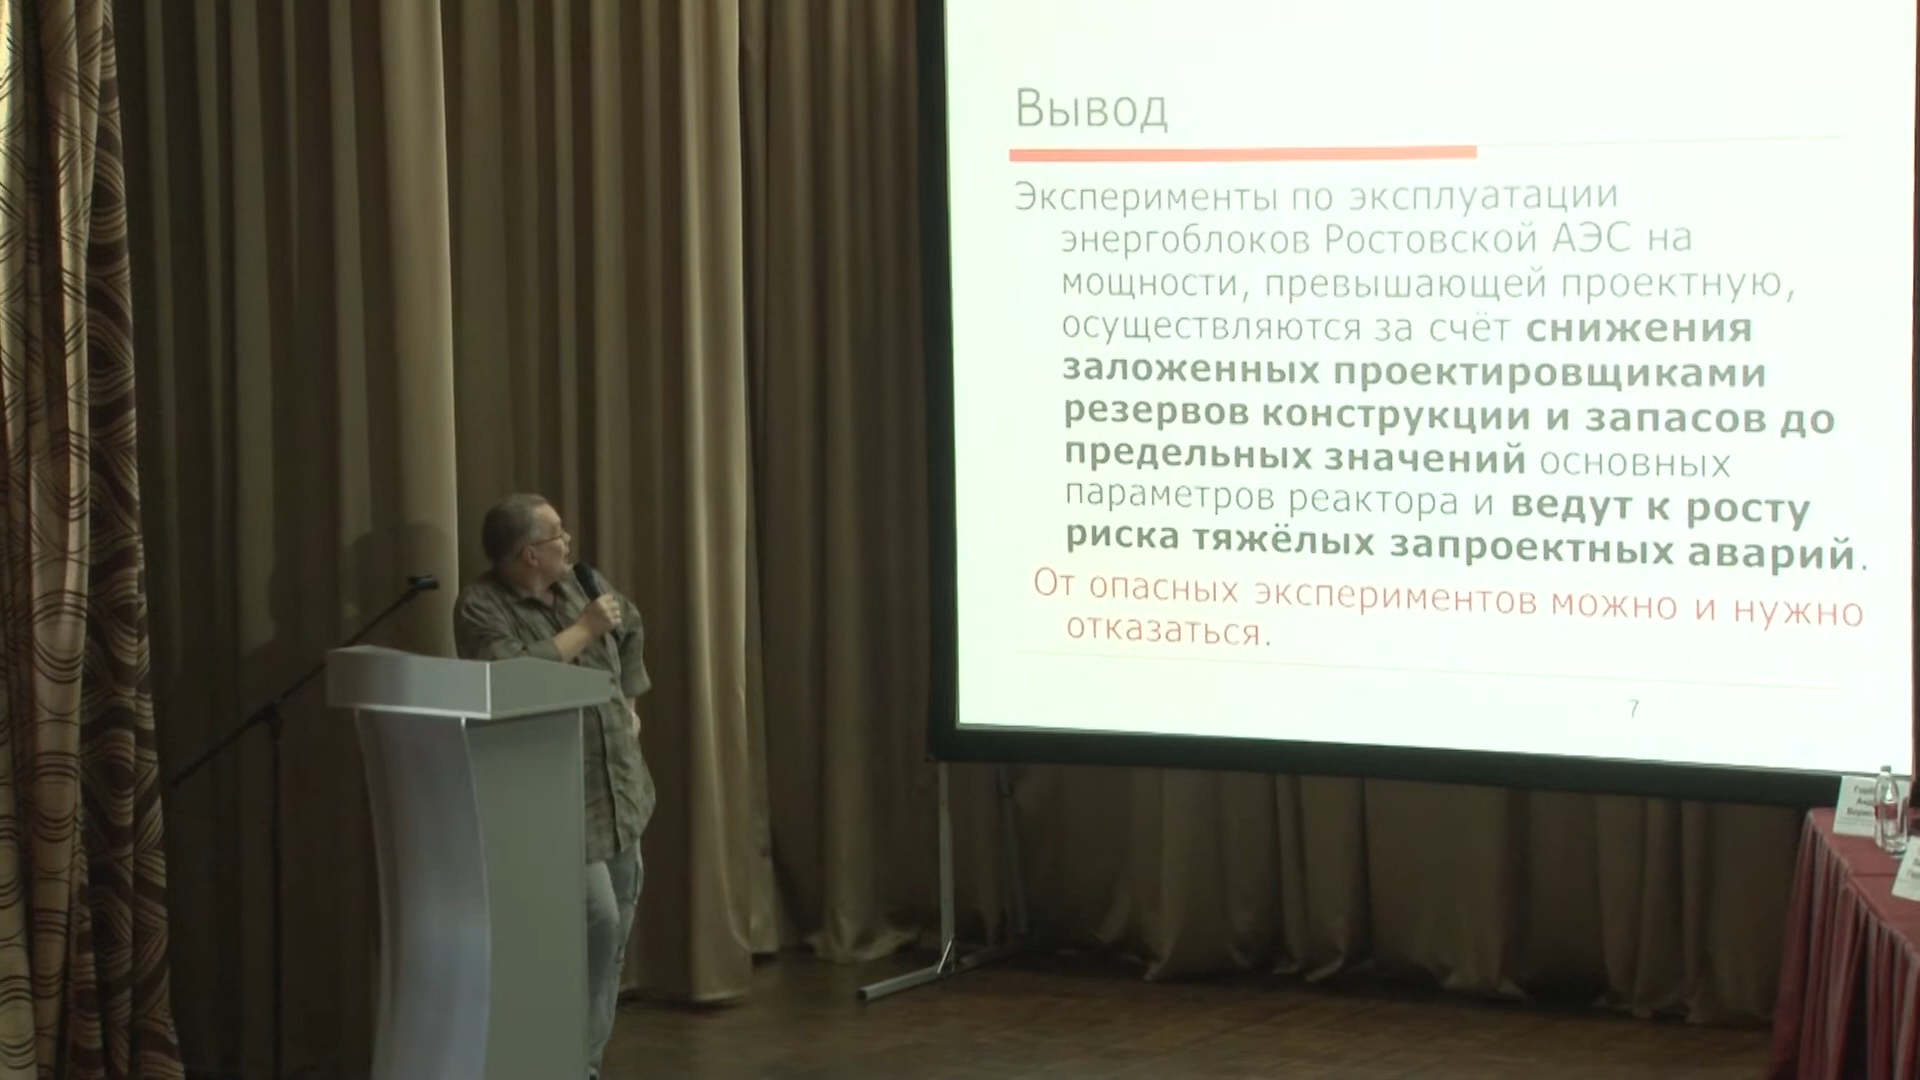 Вывод
Эксперименты по эксплуатации
энергоблоков Ростовской АЭС на
мощности, превышающей проектную,
осуществляются за счёт снижения
заложенных проектировщиками
резервов конструкции и запасов до
предельных значений основных
параметров реактора и ведут к росту
риска тяжёлых запроектных аварий.
От опасных экспериментов можно и нужно
отказаться.
7